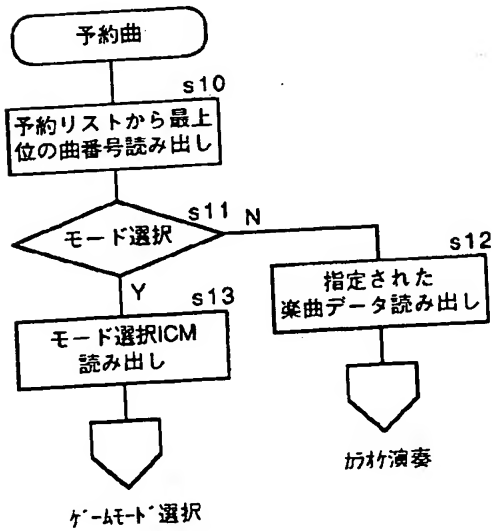 予約曲
s10
予約リストから最上
位の曲番号読み出し
s11
モード選択
N
s12
指定された
楽曲データ読み出し
Y
s13
モード選択ICM
読み出し
カラオケ演奏
ゲームモード選択